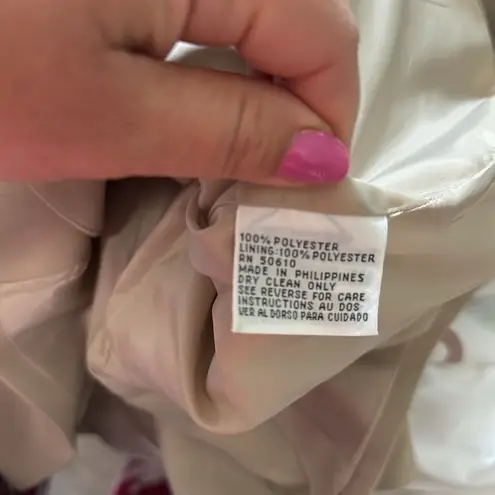 100% POLYESTER
LINING:100% POLYESTER
RN 50610
MADE IN PHILIPPINES
DRY CLEAN ONLY
SEE REVERSE FOR CARE
INSTRUCTIONS AU DOS
VER AL DORSO PARA CUIDADO